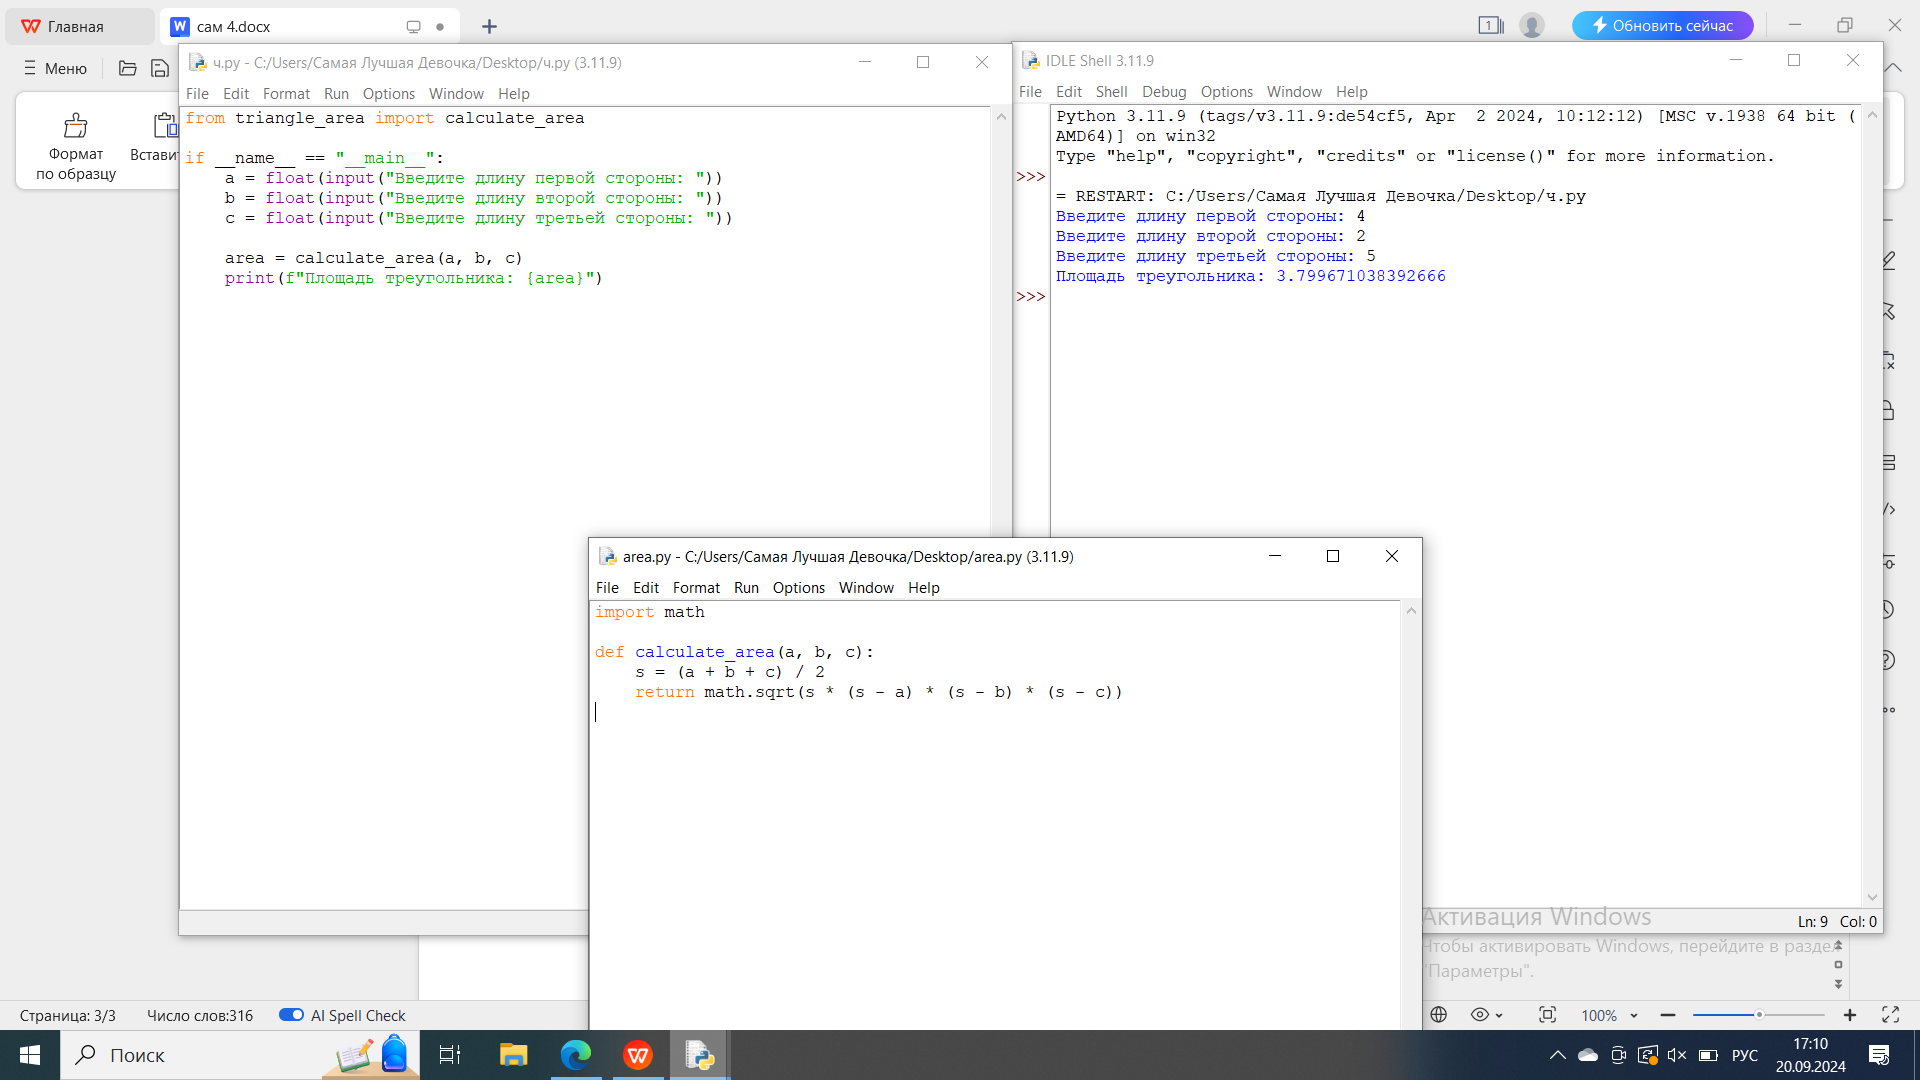 Главная
сам 4.docx
1
Обновить сейчас
Меню
Формат по образцу
Встави
ч.py - C:/Users/Самая Лучшая Девочка/Desktop/ч.py (3.11.9)
File Edit Format Run Options Window Help
from triangle_area import calculate_area
if __name__ == "__main__":
a = float(input("Введите длину первой стороны: "))
b = float(input("Введите длину второй стороны: "))
c = float(input("Введите длину третьей стороны: "))
area = calculate_area(a, b, c)
print(f"Площадь треугольника: {area}")
IDLE Shell 3.11.9
File Edit Shell Debug Options Window Help
Python 3.11.9 (tags/v3.11.9:de54cf5, Apr  2 2024, 10:12:12) [MSC v.1938 64 bit (
AMD64)] on win32
Type "help", "copyright", "credits" or "license()" for more information.
>>>
= RESTART: C:/Users/Самая Лучшая Девочка/Desktop/ч.py
Введите длину первой стороны: 4
Введите длину второй стороны: 2
Введите длину третьей стороны: 5
Площадь треугольника: 3.799671038392666
>>>
Ln: 9 Col: 0
area.py - C:/Users/Самая Лучшая Девочка/Desktop/area.py (3.11.9)
File Edit Format Run Options Window Help
import math
def calculate_area(a, b, c):
s = (a + b + c) / 2
return math.sqrt(s * (s - a) * (s - b) * (s - c))
Активация Windows
Чтобы активировать Windows, перейдите в раздел
"Параметры".
Страница: 3/3 Число слов:316 AI Spell Check
100%
Поиск
РУС
17:10
20.09.2024